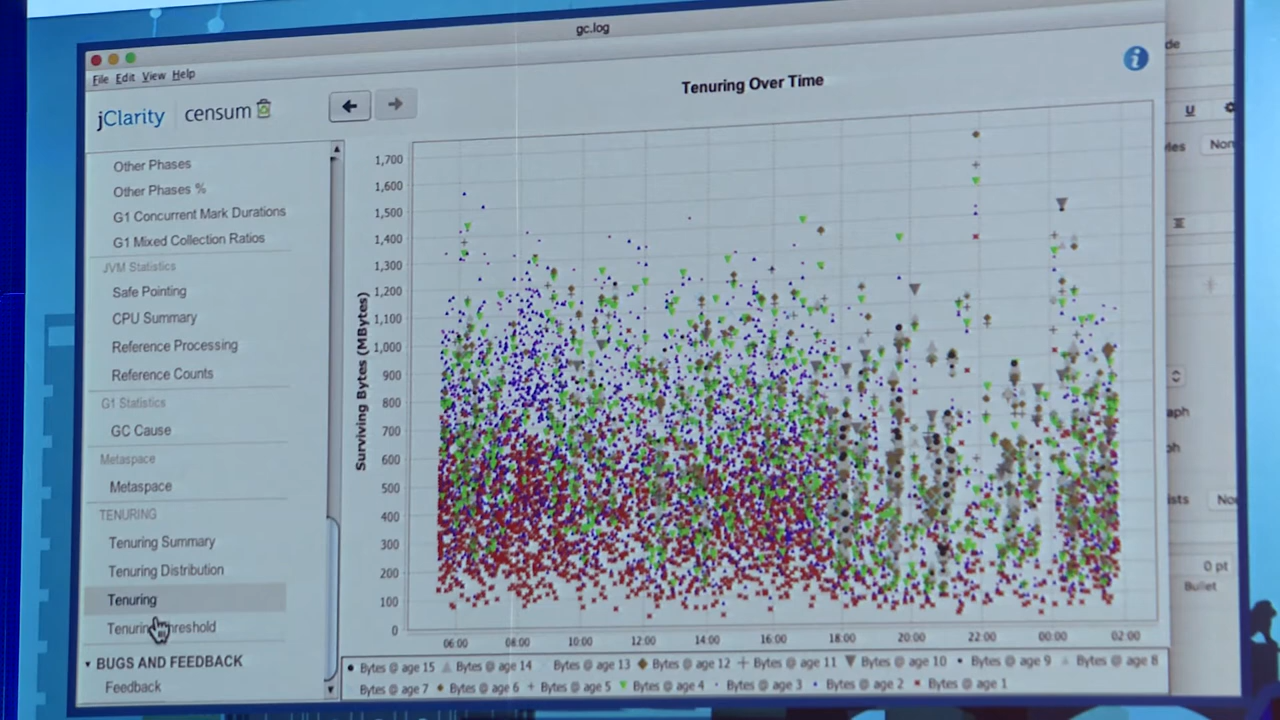 gc.log
File Edit View Help
jClarity censum
Tenuring Over Time
i
Other Phases
Other Phases %
G1 Concurrent Mark Durations
G1 Mixed Collection Ratios
JVM Statistics
Safe Pointing
CPU Summary
Reference Processing
Reference Counts
G1 Statistics
GC Cause
Metaspace
Metaspace
TENURING
Tenuring Summary
Tenuring Distribution
Tenuring
BUGS AND FEEDBACK
Feedback
Surviving Bytes (MBytes)
1,700
1,600
1,500
1,400
1,300
1,200
1,100
1,000
900
800
700
600
500
400
300
200
100
0
06:00 08:00 10:00 12:00 14:00 16:00 18:00 20:00 22:00 00:00 02:00
Bytes @ age 15 Bytes @ age 14 Bytes @ age 13 Bytes @ age 12 Bytes @ age 11 Bytes @ age 10 Bytes @ age 9 Bytes @ age 8
Bytes @ age 7 Bytes @ age 6 Bytes @ age 5 Bytes @ age 4 Bytes @ age 3 Bytes @ age 2 Bytes @ age 1
U
0 pt
Bullet